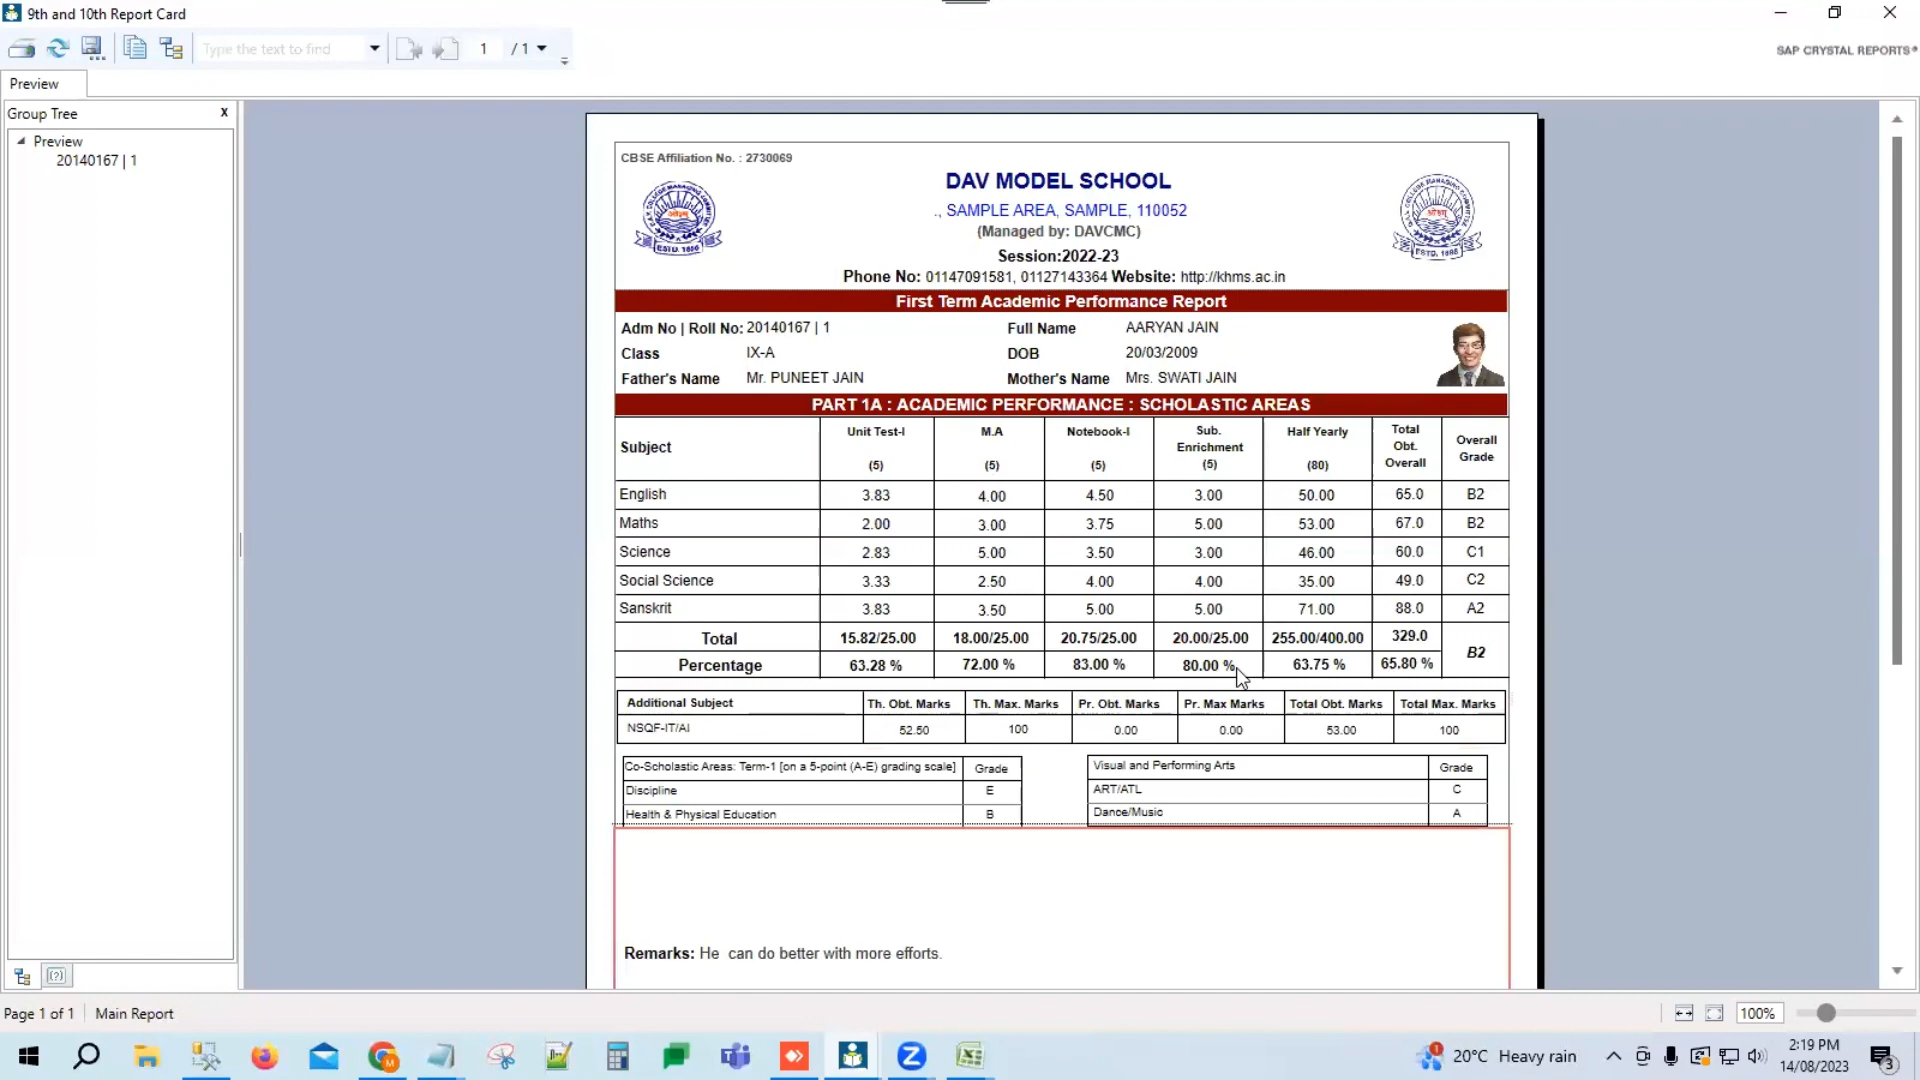 9th and 10th Report Card
Type the text to find
1 / 1
SAP CRYSTAL REPORTS®
Preview
Group Tree x
Preview
20140167 | 1
CBSE Affiliation No. : 2730069
DAV MODEL SCHOOL
., SAMPLE AREA, SAMPLE, 110052
(Managed by: DAVCMC)
Session:2022-23
Phone No: 01147091581, 01127143364 Website: http://khms.ac.in
First Term Academic Performance Report
Adm No | Roll No: 20140167 | 1 Full Name AARYAN JAIN
Class IX-A DOB 20/03/2009
Father's Name Mr. PUNEET JAIN Mother's Name Mrs. SWATI JAIN
PART 1A : ACADEMIC PERFORMANCE : SCHOLASTIC AREAS
Subject Unit Test-I (5) M.A (5) Notebook-I (5) Sub. Enrichment (5) Half Yearly (80) Total Obt. Overall Overall Grade
English 3.83 4.00 4.50 3.00 50.00 65.0 B2
Maths 2.00 3.00 3.75 5.00 53.00 67.0 B2
Science 2.83 5.00 3.50 3.00 46.00 60.0 C1
Social Science 3.33 2.50 4.00 4.00 35.00 49.0 C2
Sanskrit 3.83 3.50 5.00 5.00 71.00 88.0 A2
Total 15.82/25.00 18.00/25.00 20.75/25.00 20.00/25.00 255.00/400.00 329.0 B2
Percentage 63.28 % 72.00 % 83.00 % 80.00 % 63.75 % 65.80 %
Additional Subject Th. Obt. Marks Th. Max. Marks Pr. Obt. Marks Pr. Max Marks Total Obt. Marks Total Max. Marks
NSQF-IT/AI 52.50 100 0.00 0.00 53.00 100
Co-Scholastic Areas: Term-1 [on a 5-point (A-E) grading scale] Grade Visual and Performing Arts Grade
Discipline E ART/ATL C
Health & Physical Education B Dance/Music A
Remarks: He can do better with more efforts.
Page 1 of 1 Main Report 100%
20°C Heavy rain 2:19 PM
14/08/2023 3